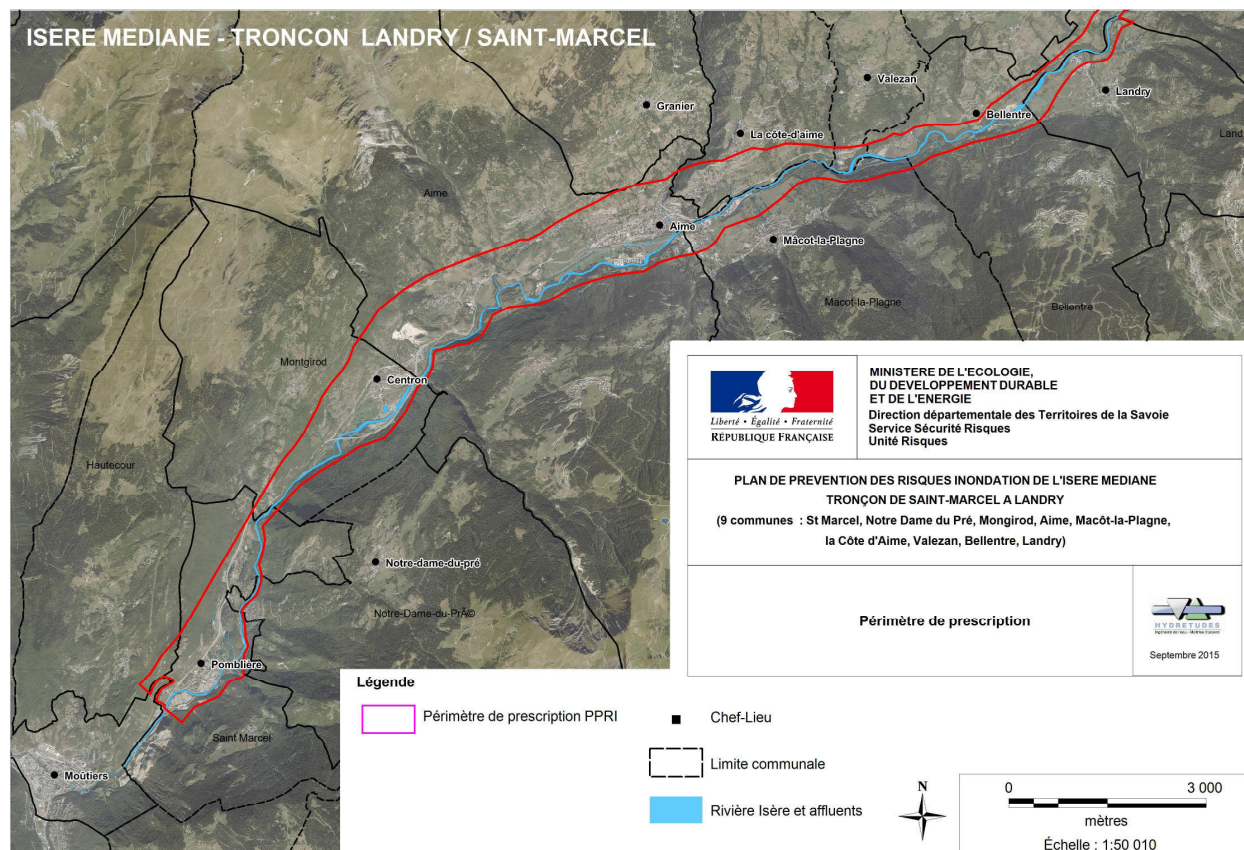 ISERE MEDIANE - TRONCON LANDRY / SAINT-MARCEL
Valezan
Landry
Granier
Bellentre
La côte-d'aime
Land
Aime
Aime
Mâcot-la-Plagne
Macot-la-Plagne
Bellentre
Montgirod
Centron
Hautecour
Notre-dame-du-pré
Notre-Dame-du-PrÃ©
Pomblière
Saint Marcel
Moûtiers
Liberté • Égalité • Fraternité
RÉPUBLIQUE FRANÇAISE
MINISTERE DE L'ECOLOGIE,
DU DEVELOPPEMENT DURABLE
ET DE L'ENERGIE
Direction départementale des Territoires de la Savoie
Service Sécurité Risques
Unité Risques
PLAN DE PREVENTION DES RISQUES INONDATION DE L'ISERE MEDIANE
TRONÇON DE SAINT-MARCEL A LANDRY
(9 communes : St Marcel, Notre Dame du Pré, Mongirod, Aime, Macôt-la-Plagne,
la Côte d'Aime, Valezan, Bellentre, Landry)
Périmètre de prescription
HYDRETUDES
Septembre 2015
Légende
Périmètre de prescription PPRI
Chef-Lieu
Limite communale
Rivière Isère et affluents
N
0 3 000
mètres
Échelle : 1:50 010